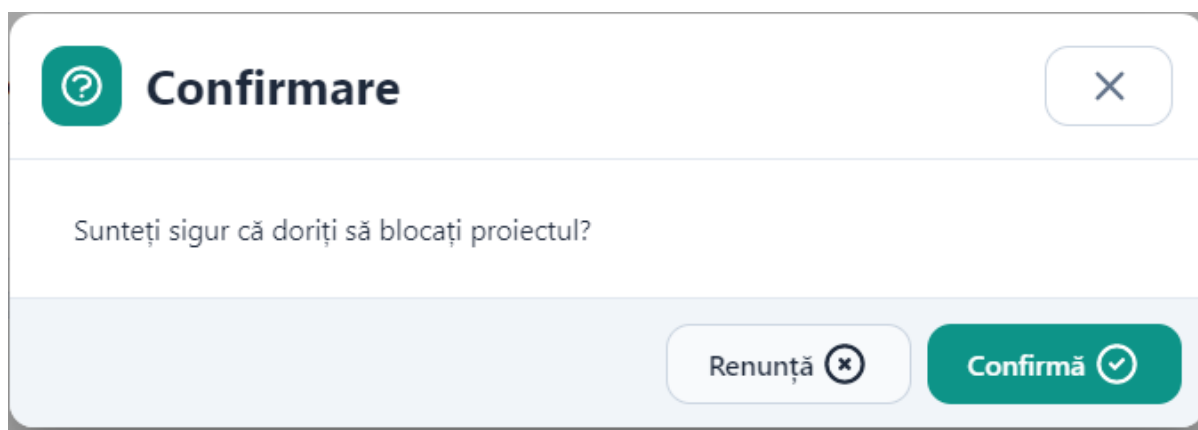 Confirmare
Sunteți sigur că doriți să blocați proiectul?
Renunță
Confirmă